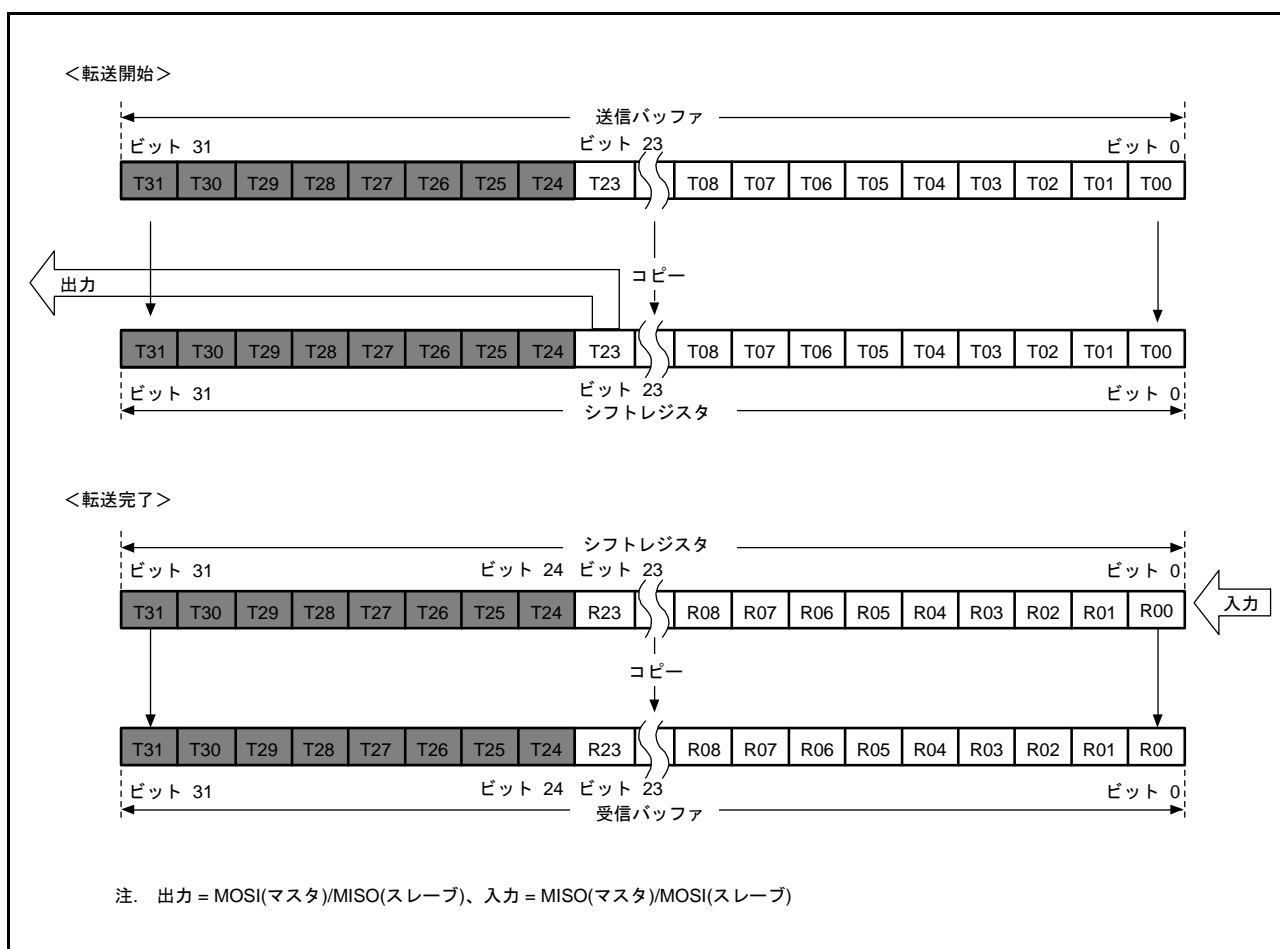 <転送開始>
送信バッファ
ビット 31 ビット 23 ビット 0
T31 T30 T29 T28 T27 T26 T25 T24 T23 T08 T07 T06 T05 T04 T03 T02 T01 T00
コピー
出力
T31 T30 T29 T28 T27 T26 T25 T24 T23 T08 T07 T06 T05 T04 T03 T02 T01 T00
ビット 31 ビット 23 ビット 0
シフトレジスタ
<転送完了>
シフトレジスタ
ビット 31 ビット 24 ビット 23 ビット 0
T31 T30 T29 T28 T27 T26 T25 T24 R23 R08 R07 R06 R05 R04 R03 R02 R01 R00 入力
コピー
T31 T30 T29 T28 T27 T26 T25 T24 R23 R08 R07 R06 R05 R04 R03 R02 R01 R00
ビット 31 ビット 24 ビット 23 ビット 0
受信バッファ
注. 出力 = MOSI(マスタ)/MISO(スレーブ)、入力 = MISO(マスタ)/MOSI(スレーブ)